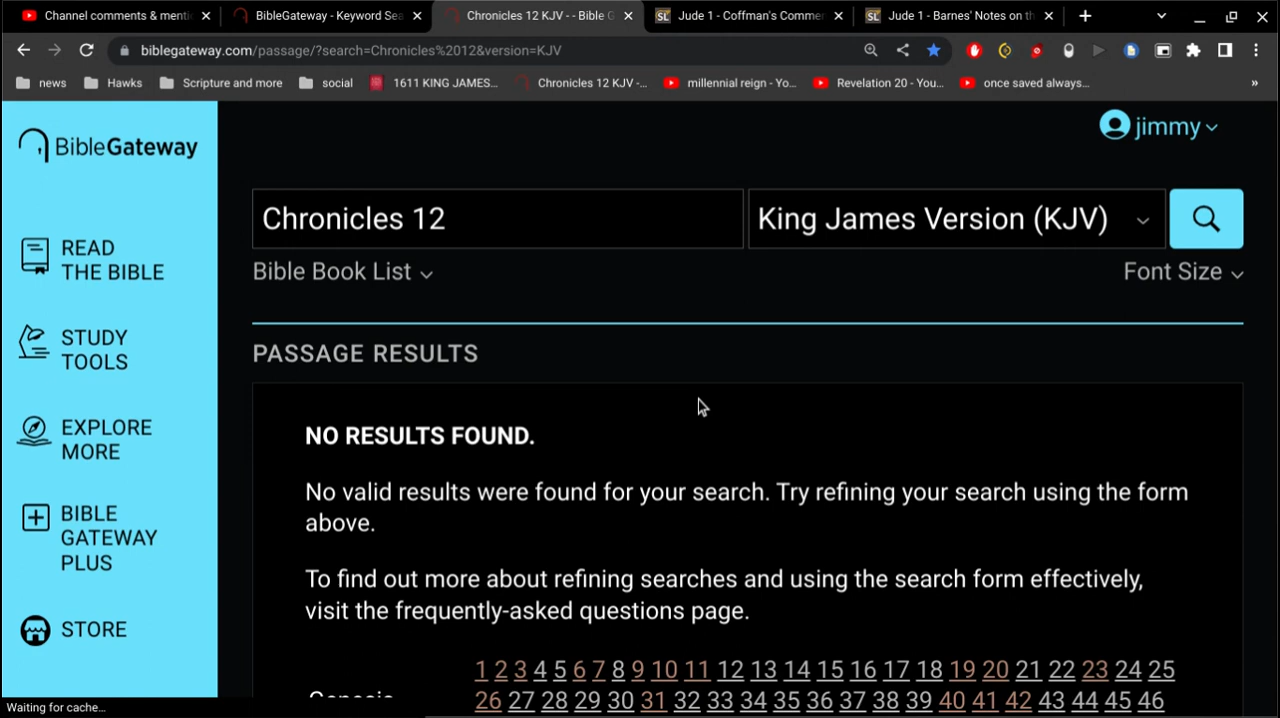 Channel comments & menti
BibleGateway - Keyword Sea
Chronicles 12 KJV - - Bible G
SL Jude 1 - Coffman's Commer
SL Jude 1 - Barnes' Notes on th
biblegateway.com/passage/?search=Chronicles%2012&version=KJV
news
Hawks
Scripture and more
social
1611 KING JAMES...
Chronicles 12 KJV -...
millennial reign - Yo...
Revelation 20 - You...
once saved always...
»
BibleGateway
jimmy
Chronicles 12
King James Version (KJV)
Bible Book List
Font Size
READ
THE BIBLE
STUDY
TOOLS
EXPLORE
MORE
BIBLE
GATEWAY
PLUS
STORE
PASSAGE RESULTS
NO RESULTS FOUND.
No valid results were found for your search. Try refining your search using the form
above.
To find out more about refining searches and using the search form effectively,
visit the frequently-asked questions page.
1 2 3 4 5 6 7 8 9 10 11 12 13 14 15 16 17 18 19 20 21 22 23 24 25
Genesis
26 27 28 29 30 31 32 33 34 35 36 37 38 39 40 41 42 43 44 45 46
Waiting for cache...